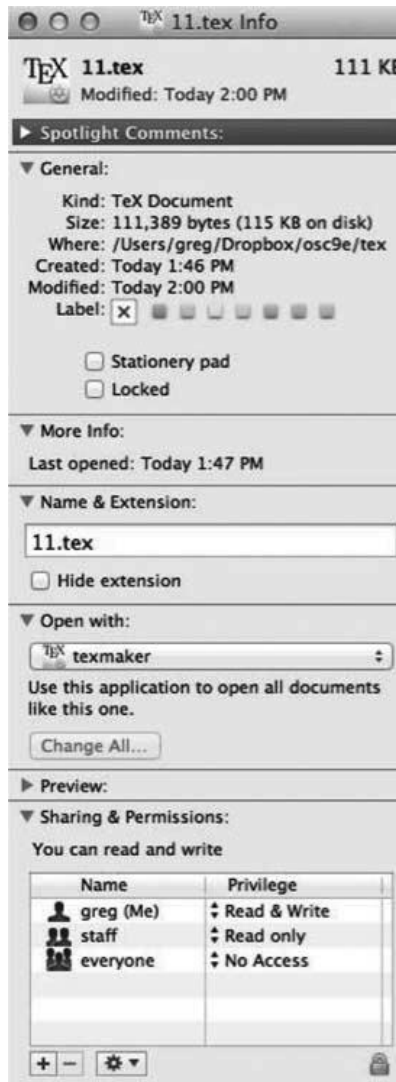 TEX 11.tex Info
TEX 11.tex 111 KB
Modified: Today 2:00 PM
Spotlight Comments:
General:
Kind: TeX Document
Size: 111,389 bytes (115 KB on disk)
Where: /Users/greg/Dropbox/osc9e/tex
Created: Today 1:46 PM
Modified: Today 2:00 PM
Label:
Stationery pad
Locked
More Info:
Last opened: Today 1:47 PM
Name & Extension:
11.tex
Hide extension
Open with:
TEX texmaker
Use this application to open all documents
like this one.
Change All...
Preview:
Sharing & Permissions:
You can read and write
Name Privilege
greg (Me) Read & Write
staff Read only
everyone No Access